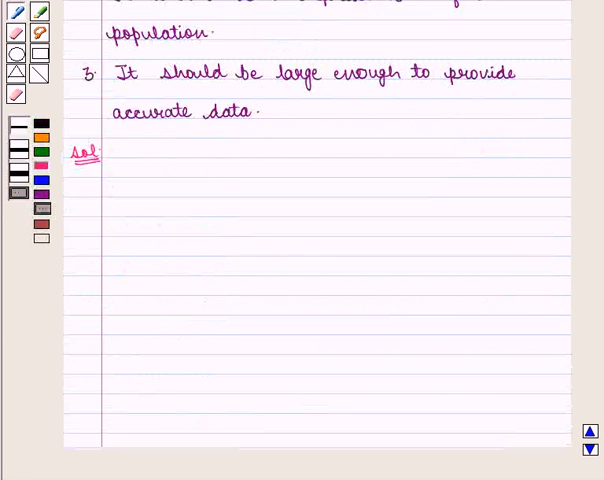 population.
3. It should be large enough to provide
accurate data.
Sol.